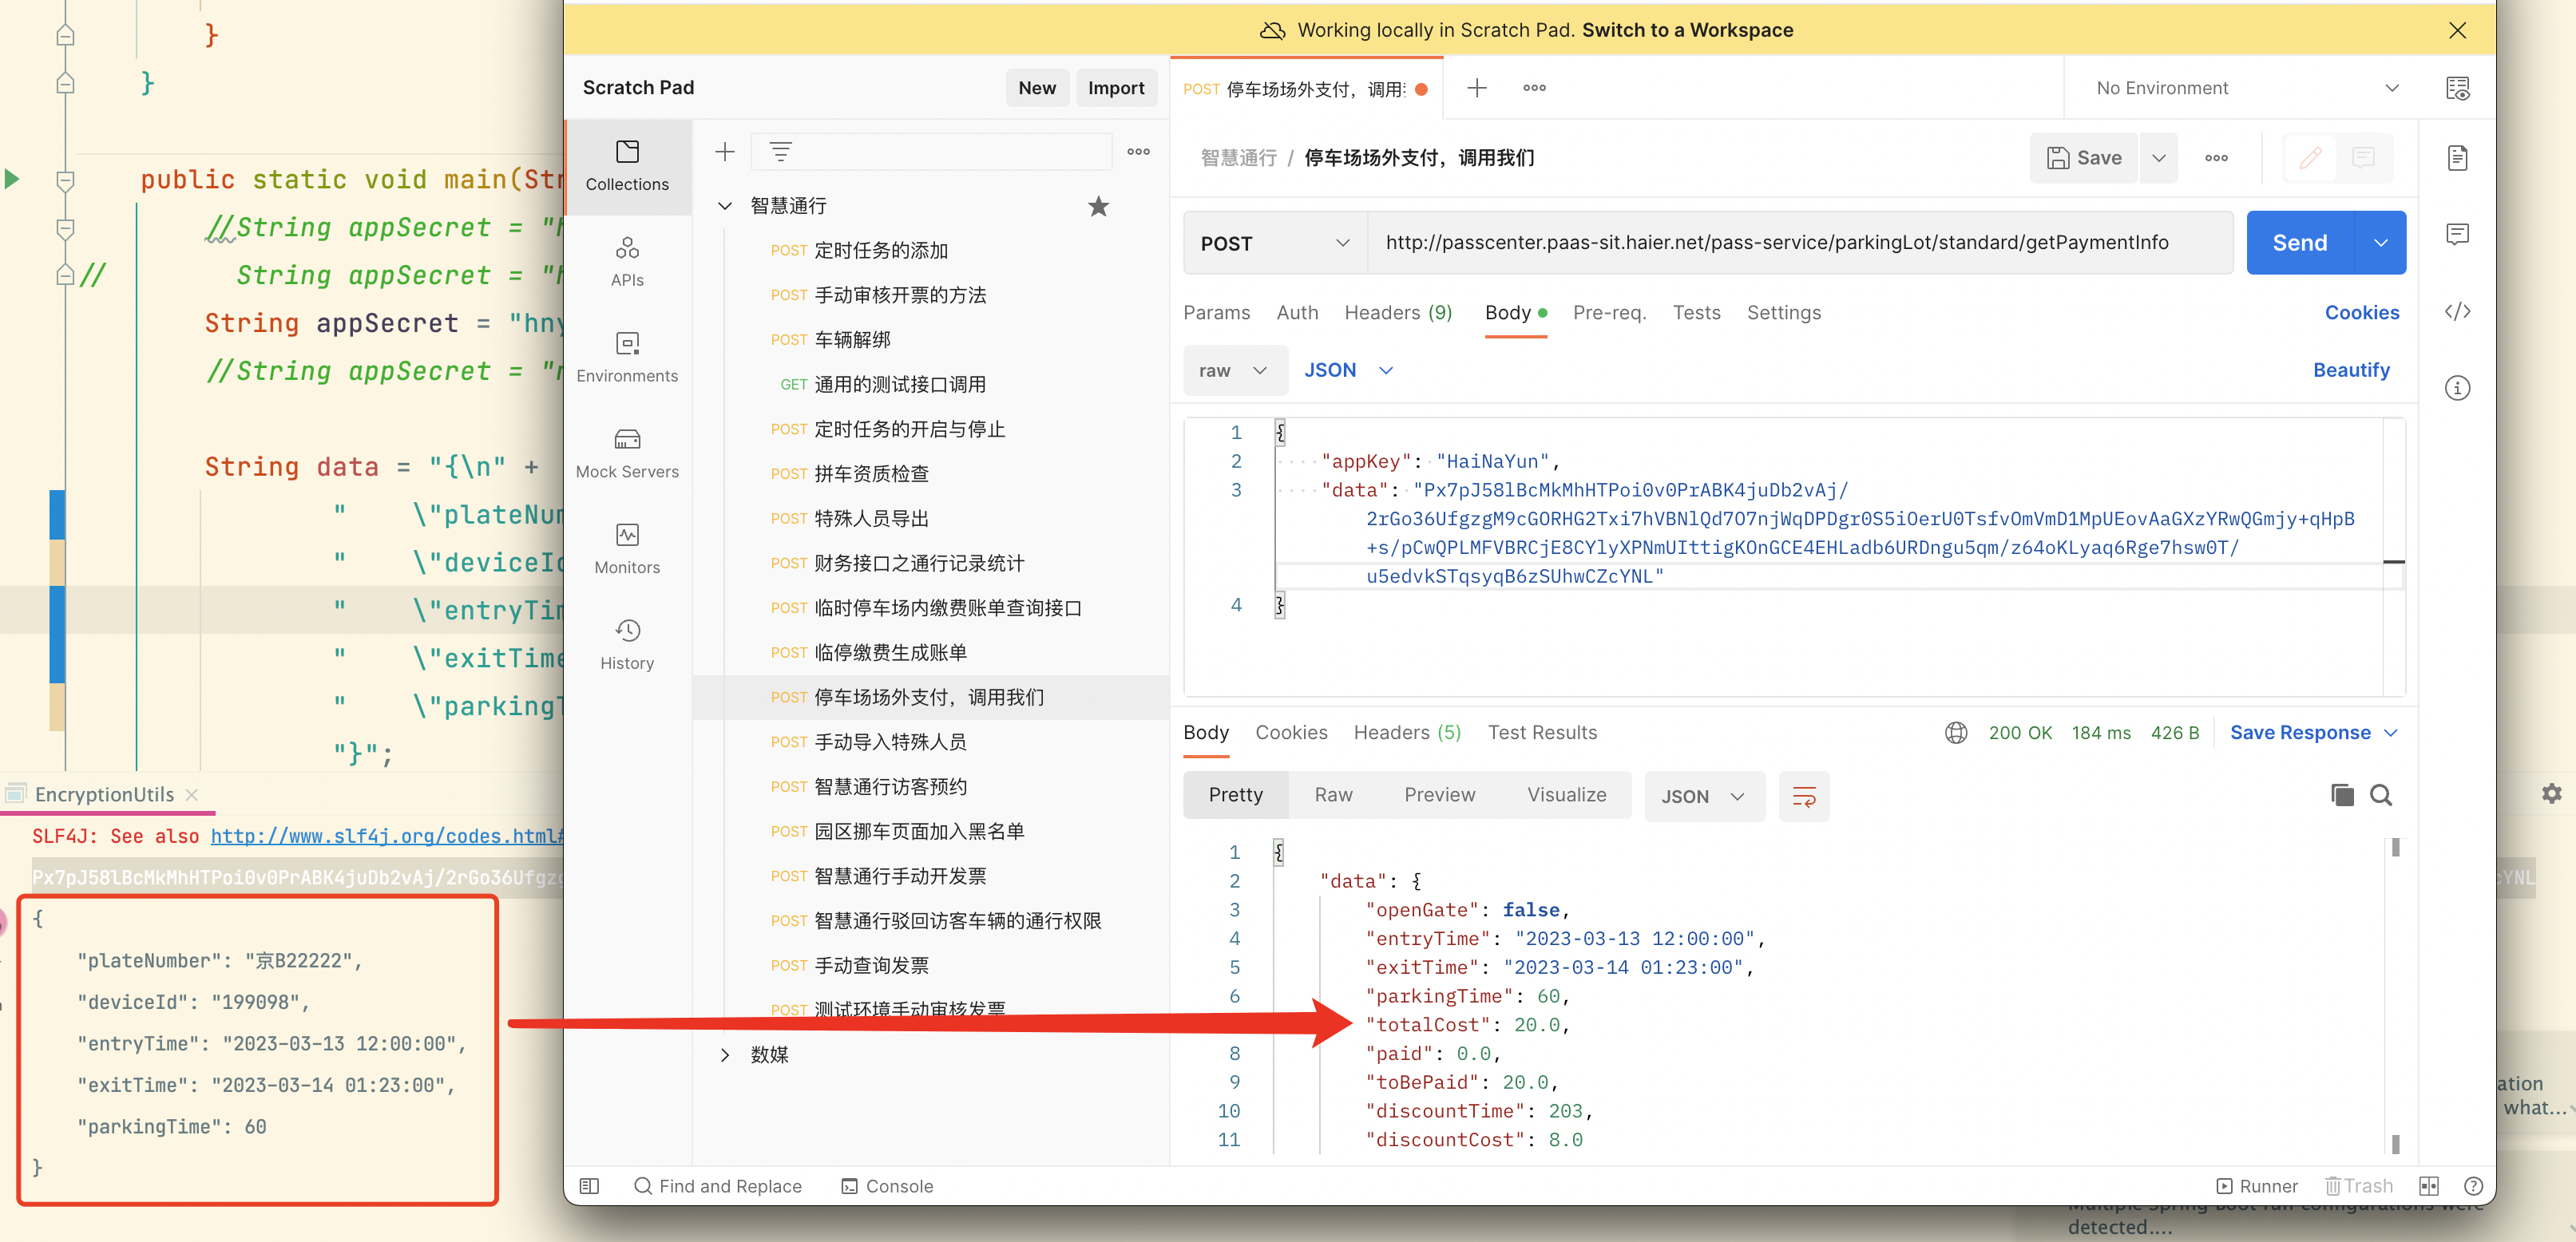 Working locally in Scratch Pad. Switch to a Workspace
}
}
public static void main(
//String appSecret = "
// String appSecret = "
String appSecret = "hny
//String appSecret = "
String data = "{\n" +
" \"plateNum
" \"deviceId
" \"entryTim
" \"exitTime
" \"parkingT
"}";
EncryptionUtils
SLF4J: See also http://www.slf4j.org/codes.html#
Px7pJ58lBcMkMhHTPoi0v0PrABK4juDb2vAj/2rGo36Ufgzg
{
"plateNumber": "京B22222",
"deviceId": "199098",
"entryTime": "2023-03-13 12:00:00",
"exitTime": "2023-03-14 01:23:00",
"parkingTime": 60
}
Scratch Pad
New
Import
Collections
APIs
Environments
Mock Servers
Monitors
History
智慧通行
POST 定时任务的添加
POST 手动审核开票的方法
POST 车辆解绑
GET 通用的测试接口调用
POST 定时任务的开启与停止
POST 拼车资质检查
POST 特殊人员导出
POST 财务接口之通行记录统计
POST 临时停车场内缴费账单查询接口
POST 临停缴费生成账单
POST 停车场场外支付，调用我们
POST 手动导入特殊人员
POST 智慧通行访客预约
POST 园区挪车页面加入黑名单
POST 智慧通行手动开发票
POST 智慧通行驳回访客车辆的通行权限
POST 手动查询发票
POST 测试环境手动审核发票
数媒
POST 停车场场外支付，调用
No Environment
智慧通行 / 停车场场外支付，调用我们
Save
POST
http://passcenter.paas-sit.haier.net/pass-service/parkingLot/standard/getPaymentInfo
Send
Params Auth Headers (9) Body Pre-req. Tests Settings
Cookies
raw JSON
Beautify
1 {
2 "appKey": "HaiNaYun",
3 "data": "Px7pJ58lBcMkMhHTPoi0v0PrABK4juDb2vAj/
2rGo36UfgzgM9cGORHG2Txi7hVBNlQd7O7njWqDPDgr0S5iOerU0TsfvOmVmD1MpUEovAaGXzYRwQGmjy+qHpB
+s/pCwQPLMFVBRCjE8CYlyXPNmUIttigKOnGCE4EHLadb6URDngu5qm/z64oKLyaq6Rge7hsw0T/
u5edvkSTqsyqB6zSUhwCZcYNL"
4 }
Body Cookies Headers (5) Test Results
200 OK 184 ms 426 B Save Response
Pretty Raw Preview Visualize JSON
1 {
2 "data": {
3 "openGate": false,
4 "entryTime": "2023-03-13 12:00:00",
5 "exitTime": "2023-03-14 01:23:00",
6 "parkingTime": 60,
"totalCost": 20.0,
8 "paid": 0.0,
9 "toBePaid": 20.0,
10 "discountTime": 203,
11 "discountCost": 8.0
Find and Replace
Console
Runner
Trash
cYNL
ation
what...
detected....